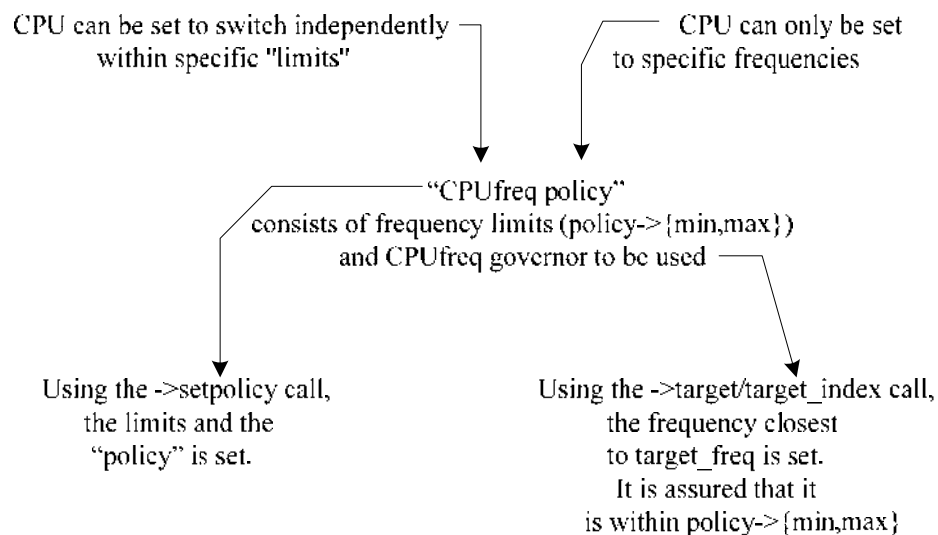 CPU can be set to switch independently
within specific "limits"
CPU can only be set
to specific frequencies
“CPUfreq policy”
consists of frequency limits (policy->{min,max})
and CPUfreq governor to be used
Using the ->setpolicy call,
the limits and the
“policy” is set.
Using the ->target/target_index call,
the frequency closest
to target_freq is set.
It is assured that it
is within policy->{min,max}